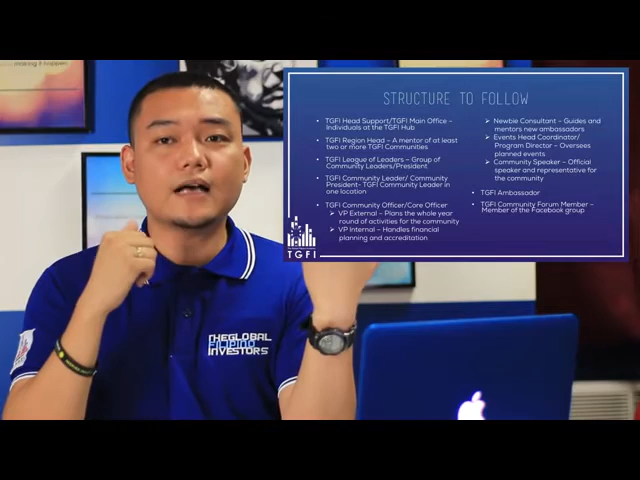 STRUCTURE TO FOLLOW
• TGFI Head Support/TGFI Main Office –
Individuals at the TGFI Hub
• TGFI Region Head – A mentor of at least
two or more TGFI Communities
• TGFI League of Leaders – Group of
Community Leaders/President
• TGFI Community Leader/ Community
President- TGFI Community Leader in
one location
• TGFI Community Officer/Core Officer
➢ VP External – Plans the whole year
round of activities for the community
➢ VP Internal – Handles financial
planning and accreditation
➢ Newbie Consultant – Guides and
mentors new ambassadors
➢ Events Head Coordinator/
Program Director – Oversees
planned events
➢ Community Speaker – Official
speaker and representative for
the community
• TGFI Ambassador
• TGFI Community Forum Member –
Member of the Facebook group
TGFI
THEGLOBAL
FILIPINO
INVESTORS